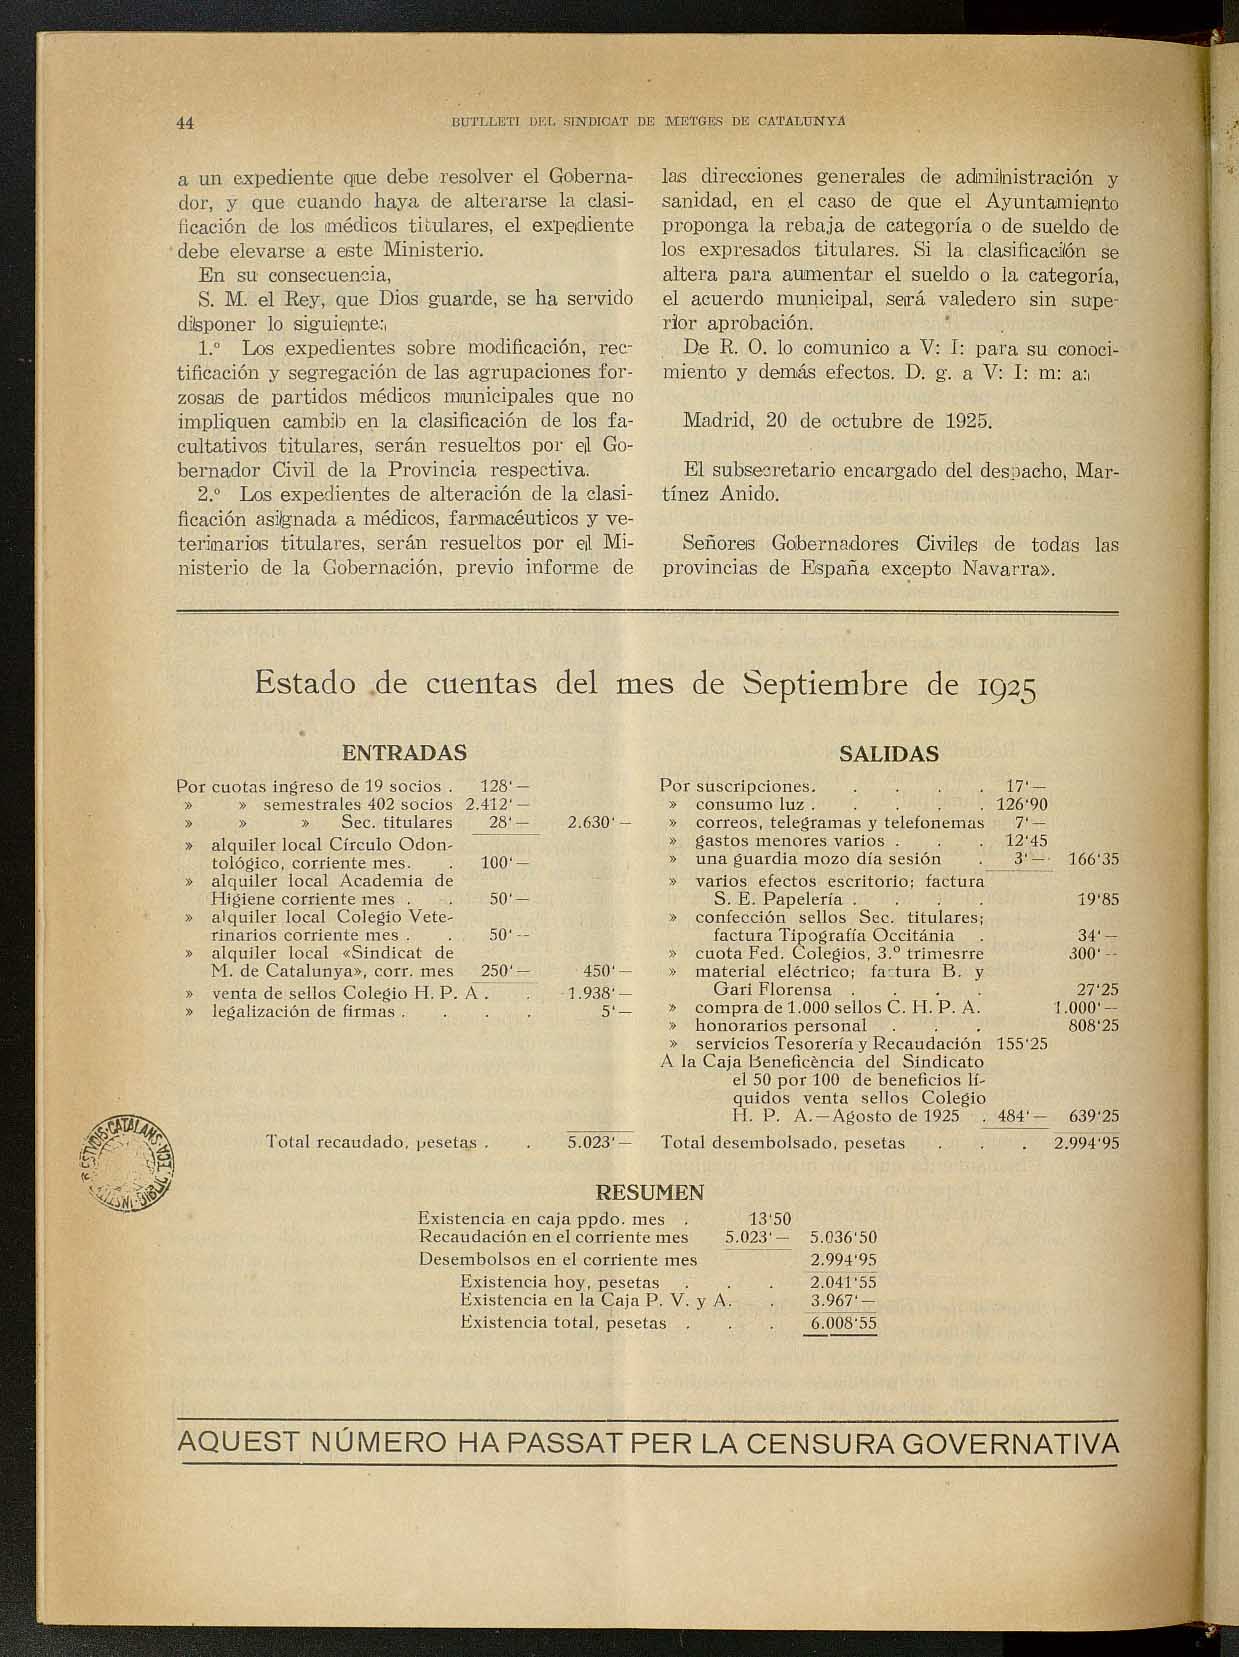 44
BUTLLETI DEL SINDICAT DE METGES DE CATALUNYA
a un expediente que debe resolver el Goberna-
dor, y que cuando haya de alterarse la clasi-
ficación de los médicos titulares, el expediente
debe elevarse a este Ministerio.
En su consecuencia,
S. M. el Rey, que Dios guarde, se ha servido
disponer lo siguiente:
1.º Los expedientes sobre modificación, rec-
tificación y segregación de las agrupaciones for-
zosas de partidos médicos municipales que no
impliquen cambio en la clasificación de los fa-
cultativos titulares, serán resueltos por el Go-
bernador Civil de la Provincia respectiva.
2.º Los expedientes de alteración de la clasi-
ficación asignada a médicos, farmacéuticos y ve-
terinarios titulares, serán resueltos por el Mi-
nisterio de la Gobernación, previo informe de
las direcciones generales de administración y
sanidad, en el caso de que el Ayuntamiento
proponga la rebaja de categoría o de sueldo de
los expresados titulares. Si la clasificación se
altera para aumentar el sueldo o la categoría,
el acuerdo municipal, será valedero sin supe-
rior aprobación.
De R. O. lo comunico a V: I: para su conoci-
miento y demás efectos. D. g. a V: I: m: a:
Madrid, 20 de octubre de 1925.
El subsecretario encargado del despacho, Mar-
tínez Anido.
Señores Gobernadores Civiles de todas las
provincias de España excepto Navarra».
Estado de cuentas del mes de Septiembre de 1925
ENTRADAS
Por cuotas ingreso de 19 socios . 128'—
» » semestrales 402 socios 2.412'—
» » » Sec. titulares 28'— 2.630'—
» alquiler local Círculo Odon-
tológico, corriente mes. . 100'—
» alquiler local Academia de
Higiene corriente mes . . 50'—
» alquiler local Colegio Vete-
rinarios corriente mes . . 50'—
» alquiler local «Sindicat de
M. de Catalunya», corr. mes 250'— 450'—
» venta de sellos Colegio H. P. A . . 1.938'—
» legalización de firmas . . . . 5'—
Total recaudado, pesetas . . 5.023'—
SALIDAS
Por suscripciones. . . . . 17'—
» consumo luz . . . . . 126'90
» correos, telegramas y telefonemas 7'—
» gastos menores varios . . . 12'45
» una guardia mozo día sesión . 3'— 166'35
» varios efectos escritorio; factura
S. E. Papelería . . . . 19'85
» confección sellos Sec. titulares;
factura Tipografía Occitánia . 34'—
» cuota Fed. Colegios, 3.º trimesrre 300'—
» material eléctrico; factura B. y
Gari Florensa . . . . 27'25
» compra de 1.000 sellos C. H. P. A. 1.000'—
» honorarios personal . . . 808'25
» servicios Tesorería y Recaudación 155'25
A la Caja Beneficència del Sindicato
el 50 por 100 de beneficios lí-
quidos venta sellos Colegio
H. P. A.—Agosto de 1925 . 484'— 639'25
Total desembolsado, pesetas . . . 2.994'95
RESUMEN
Existencia en caja ppdo. mes . 13'50
Recaudación en el corriente mes 5.023'— 5.036'50
Desembolsos en el corriente mes 2.994'95
Existencia hoy, pesetas . . . 2.041'55
Existencia en la Caja P. V. y A. . 3.967'—
Existencia total, pesetas . . . 6.008'55
AQUEST NÚMERO HA PASSAT PER LA CENSURA GOVERNATIVA